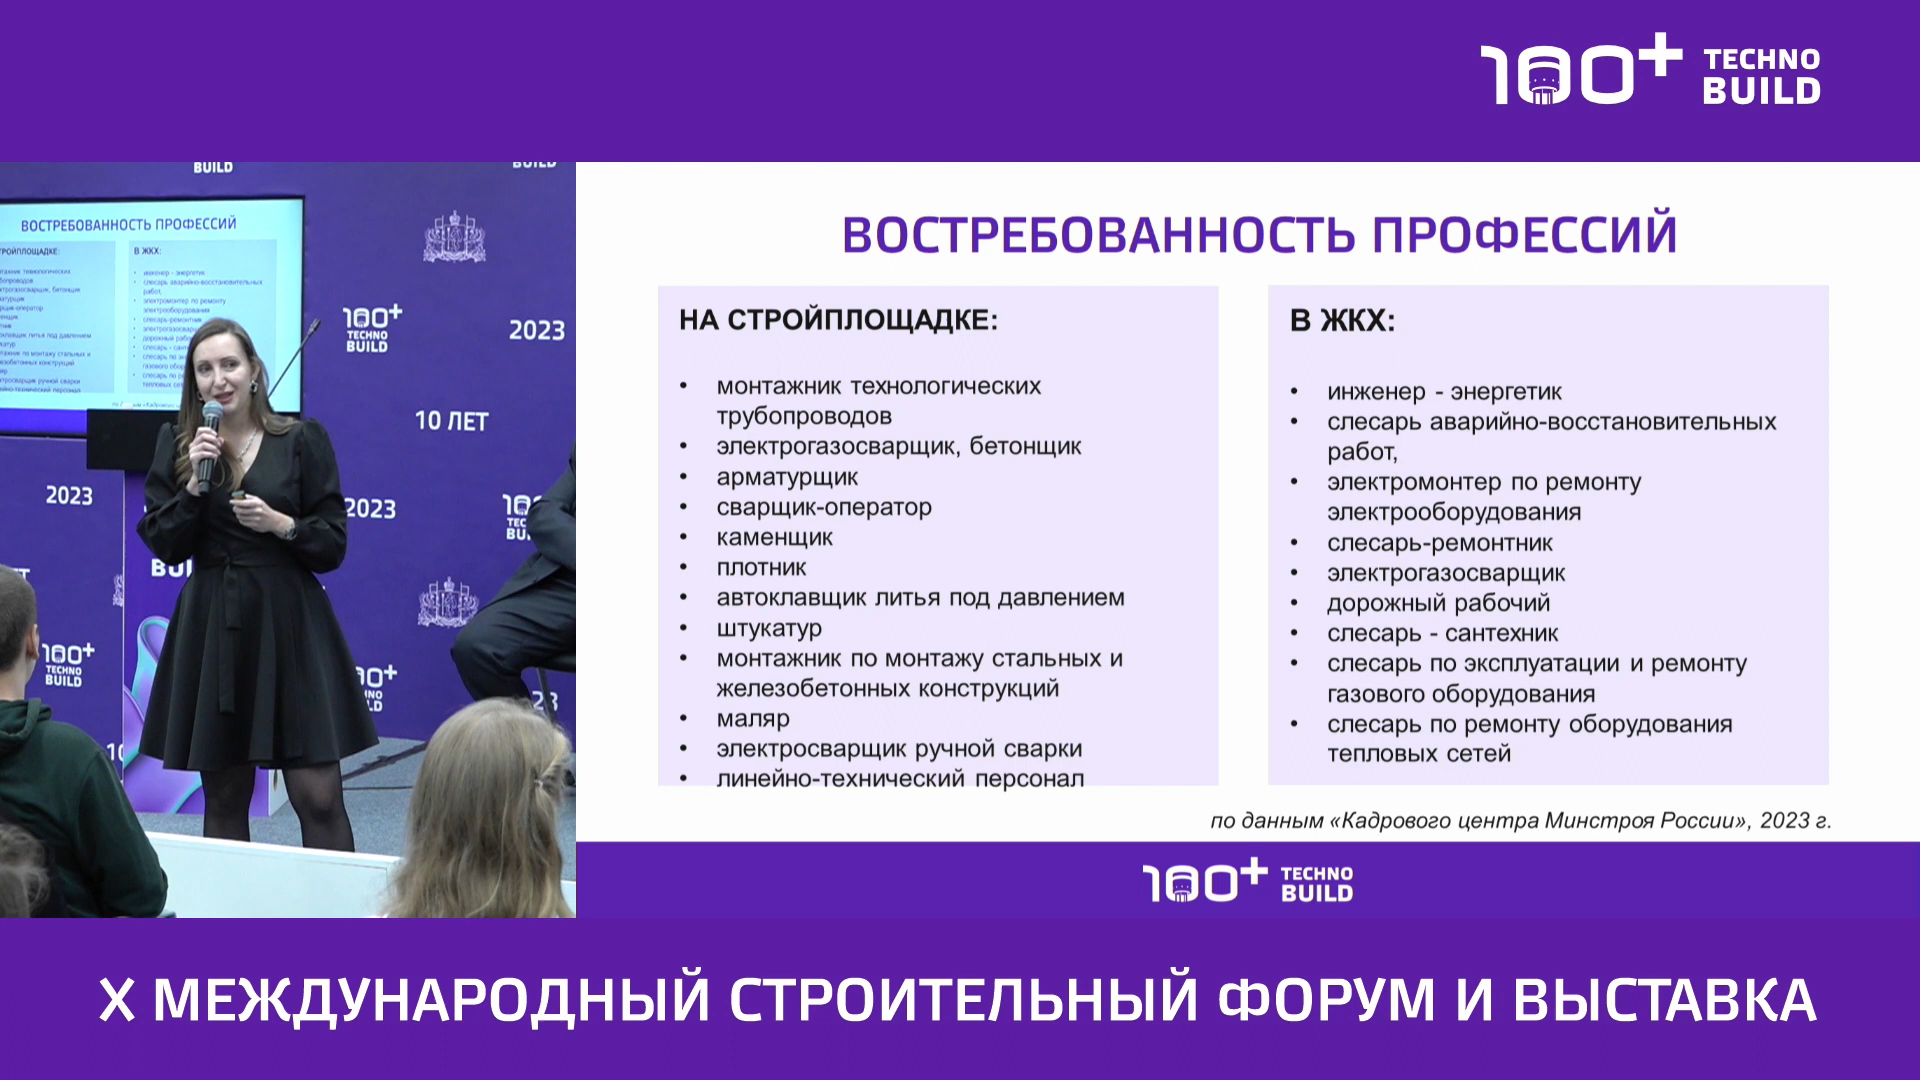 100+ TECHNO
BUILD
BUILD
BUILD
ВОСТРЕБОВАННОСТЬ ПРОФЕССИЙ
В ЖКХ:
100+
TECHNO
BUILD
2023
10 ЛЕТ
2023
2023
100+
TECHNO
BUILD
ВОСТРЕБОВАННОСТЬ ПРОФЕССИЙ
НА СТРОЙПЛОЩАДКЕ:
• монтажник технологических
трубопроводов
• электрогазосварщик, бетонщик
• арматурщик
• сварщик-оператор
• каменщик
• плотник
• автоклавщик литья под давлением
• штукатур
• монтажник по монтажу стальных и
железобетонных конструкций
• маляр
• электросварщик ручной сварки
• линейно-технический персонал
В ЖКХ:
• инженер - энергетик
• слесарь аварийно-восстановительных
работ,
• электромонтер по ремонту
электрооборудования
• слесарь-ремонтник
• электрогазосварщик
• дорожный рабочий
• слесарь - сантехник
• слесарь по эксплуатации и ремонту
газового оборудования
• слесарь по ремонту оборудования
тепловых сетей
по данным «Кадрового центра Минстроя России», 2023 г.
100+ TECHNO
BUILD
X МЕЖДУНАРОДНЫЙ СТРОИТЕЛЬНЫЙ ФОРУМ И ВЫСТАВКА